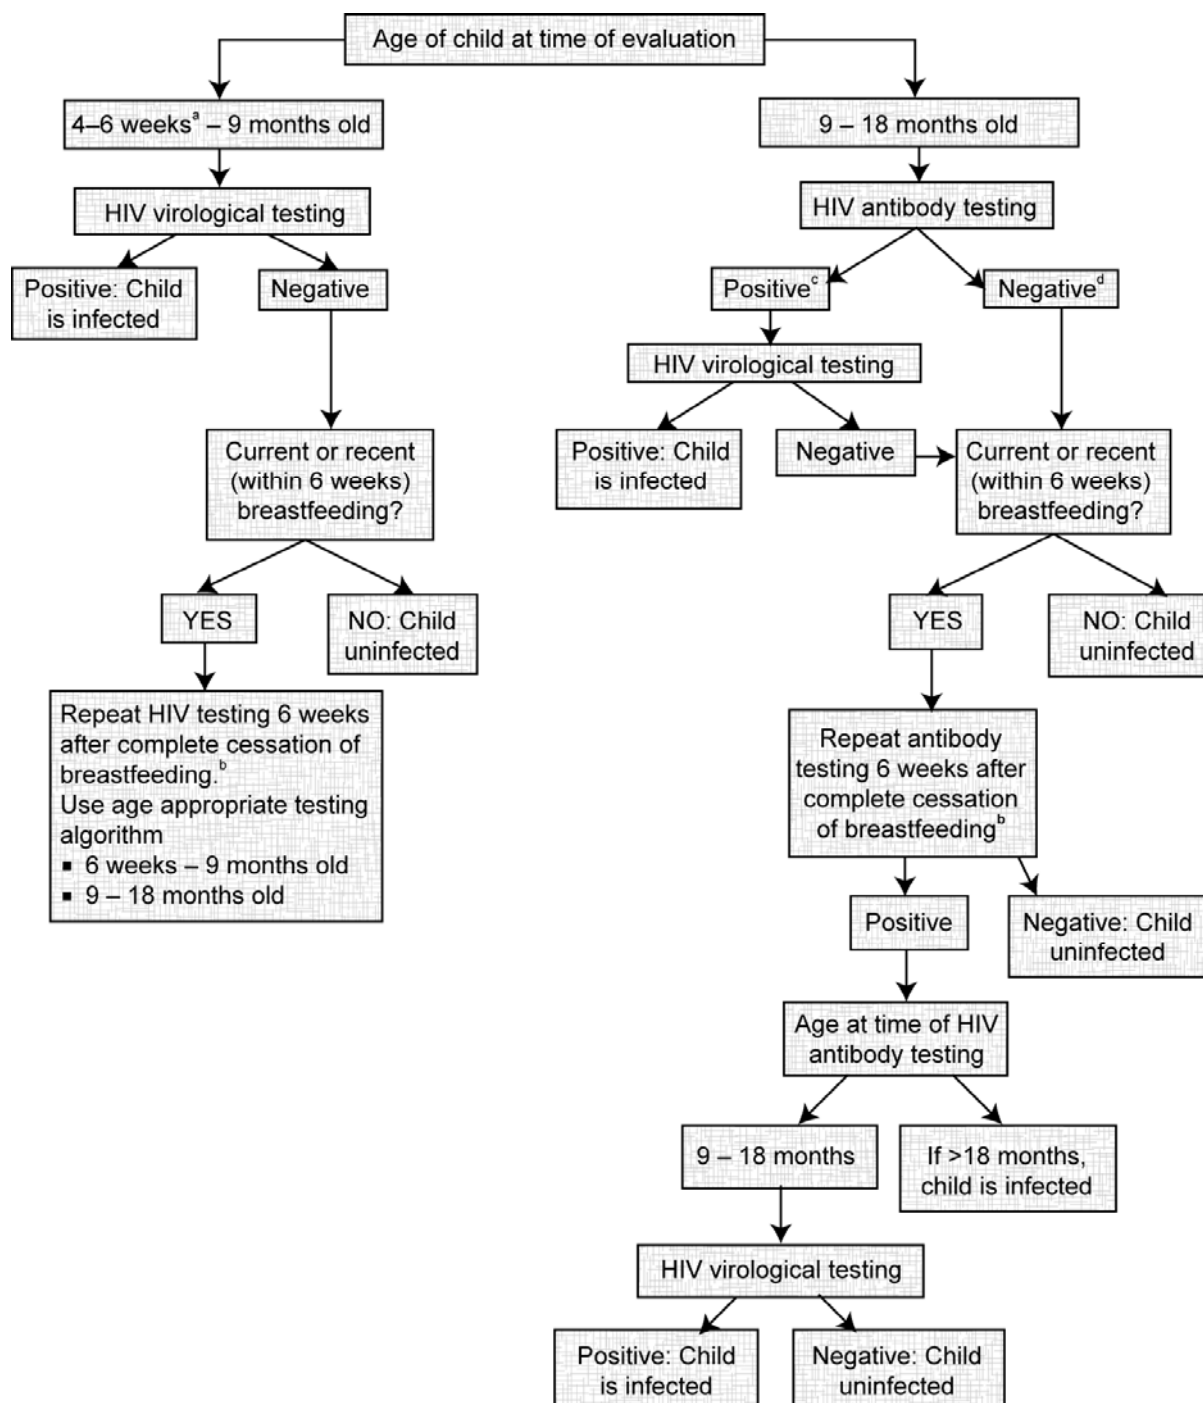 Age of child at time of evaluation
4–6 weeksᵃ – 9 months old
HIV virological testing
Positive: Child
is infected
Negative
Current or recent
(within 6 weeks)
breastfeeding?
YES
NO: Child
uninfected
Repeat HIV testing 6 weeks
after complete cessation of
breastfeeding.ᵇ
Use age appropriate testing
algorithm
▪ 6 weeks – 9 months old
▪ 9 – 18 months old
9 – 18 months old
HIV antibody testing
Positiveᶜ
Negativeᵈ
HIV virological testing
Positive: Child
is infected
Negative
Current or recent
(within 6 weeks)
breastfeeding?
YES
NO: Child
uninfected
Repeat antibody
testing 6 weeks after
complete cessation
of breastfeedingᵇ
Positive
Negative: Child
uninfected
Age at time of HIV
antibody testing
9 – 18 months
If >18 months,
child is infected
HIV virological testing
Positive: Child
is infected
Negative: Child
uninfected